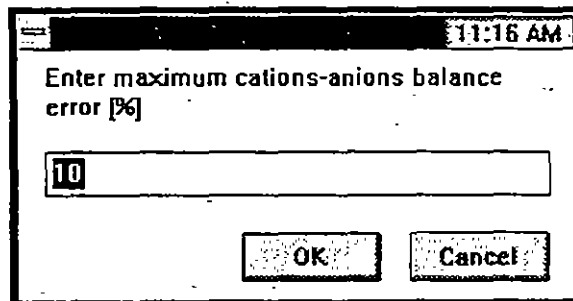 11:16 AM
Enter maximum cations-anions balance
error [%]
10
OK
Cancel